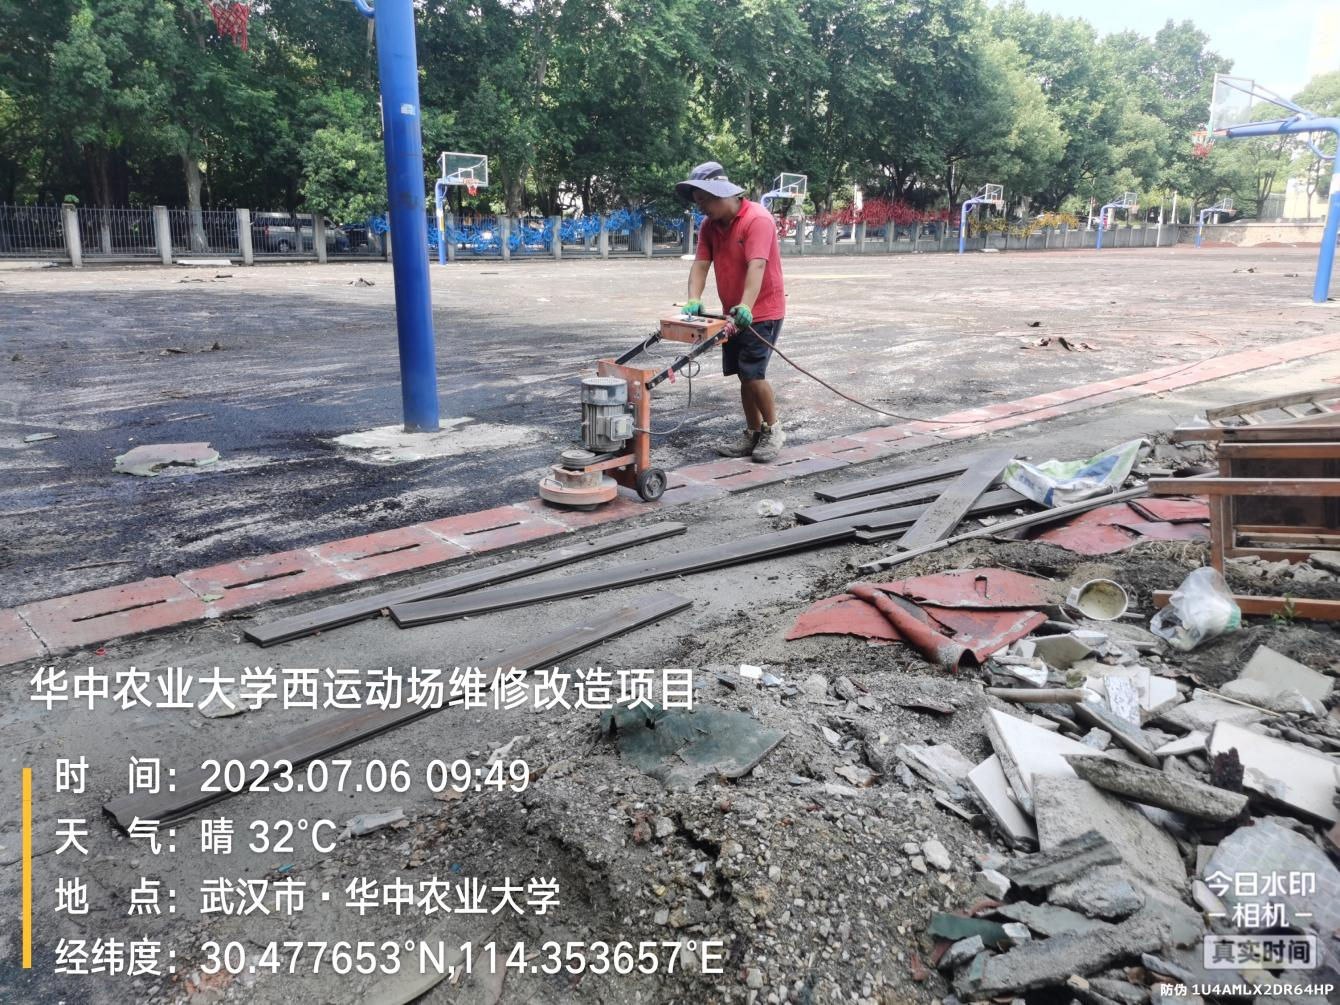 华中农业大学西运动场维修改造项目
时 间：2023.07.06 09:49
天 气：晴 32°C
地 点：武汉市·华中农业大学
经纬度：30.477653°N,114.353657°E
今日水印
相机
真实时间
防伪 1U4AMLX2DR64HP